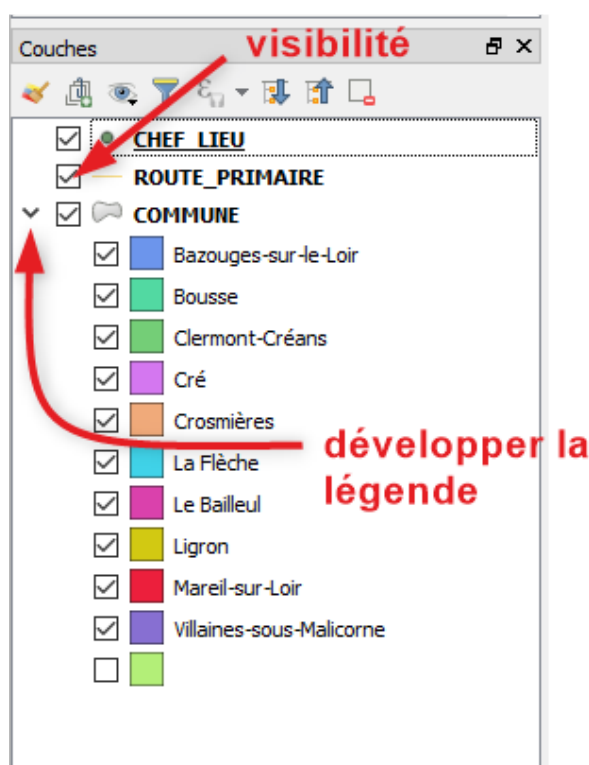 Couches
visibilité
CHEF_LIEU
ROUTE_PRIMAIRE
COMMUNE
Bazouges-sur-le-Loir
Bousse
Clermont-Créans
Cré
Crosmières
La Flèche
Le Bailleul
Ligron
Mareil-sur-Loir
Villaines-sous-Malicorne
développer la
légende